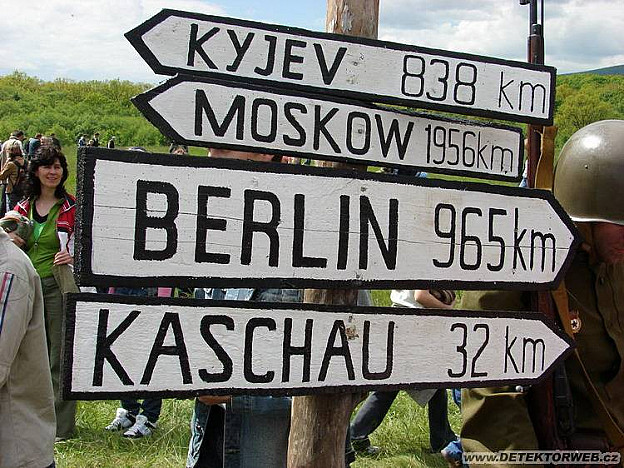 KYJEV 838 km
MOSKOW 1956km
BERLIN 965km
KASCHAU 32 km
WWW.DETEKTORWEB.CZ